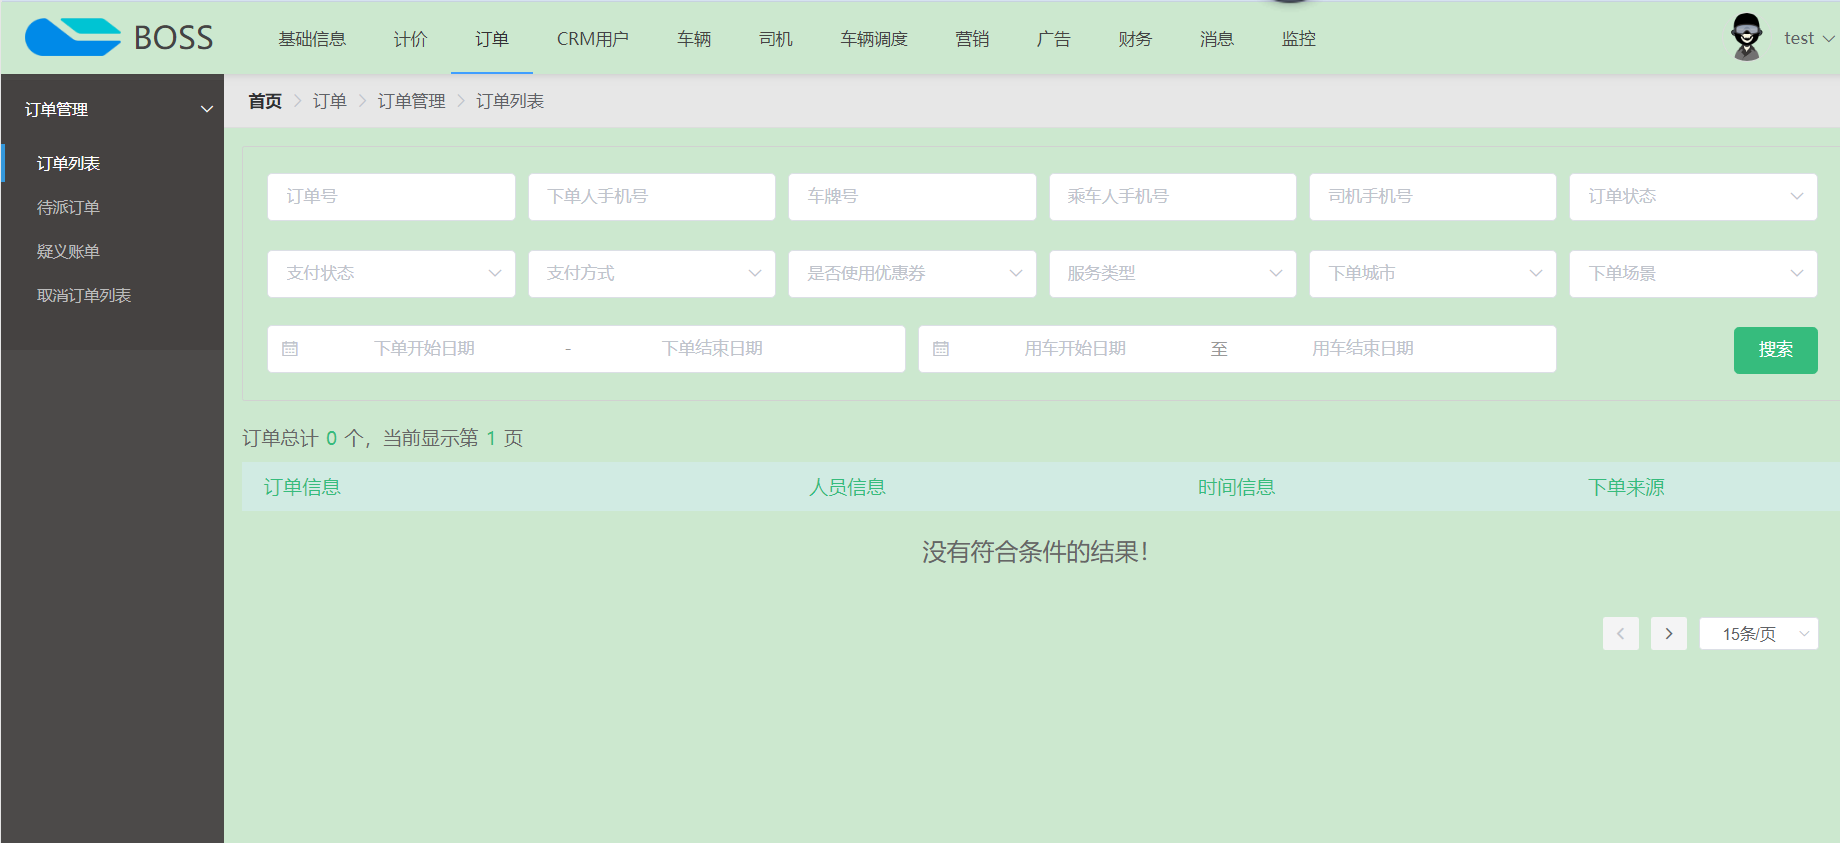 BOSS 基础信息 计价 订单 CRM用户 车辆 司机 车辆调度 营销 广告 财务 消息 监控 test
订单管理
订单列表
待派订单
疑义账单
取消订单列表
首页 订单 订单管理 订单列表
订单号 下单人手机号 车牌号 乘车人手机号 司机手机号 订单状态
支付状态 支付方式 是否使用优惠券 服务类型 下单城市 下单场景
下单开始日期 - 下单结束日期 用车开始日期 至 用车结束日期 搜索
订单总计 0 个，当前显示第 1 页
订单信息 人员信息 时间信息 下单来源
没有符合条件的结果！
15条/页